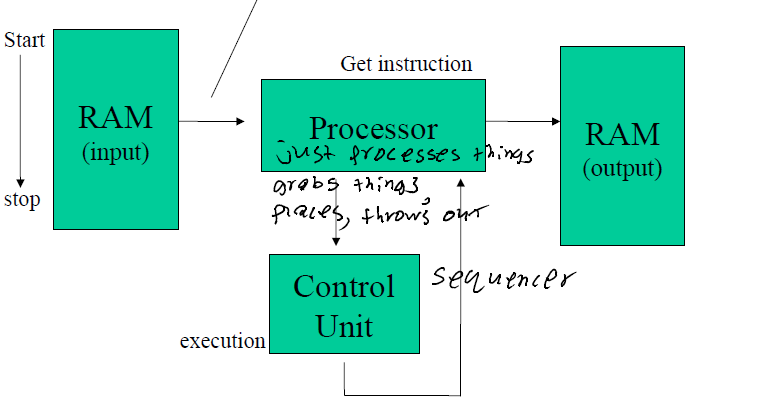 Start
Get instruction
RAM
(input)
Processor
RAM
(output)
just processes things
grabs things
places, throws out
stop
Control
Unit
sequencer
execution